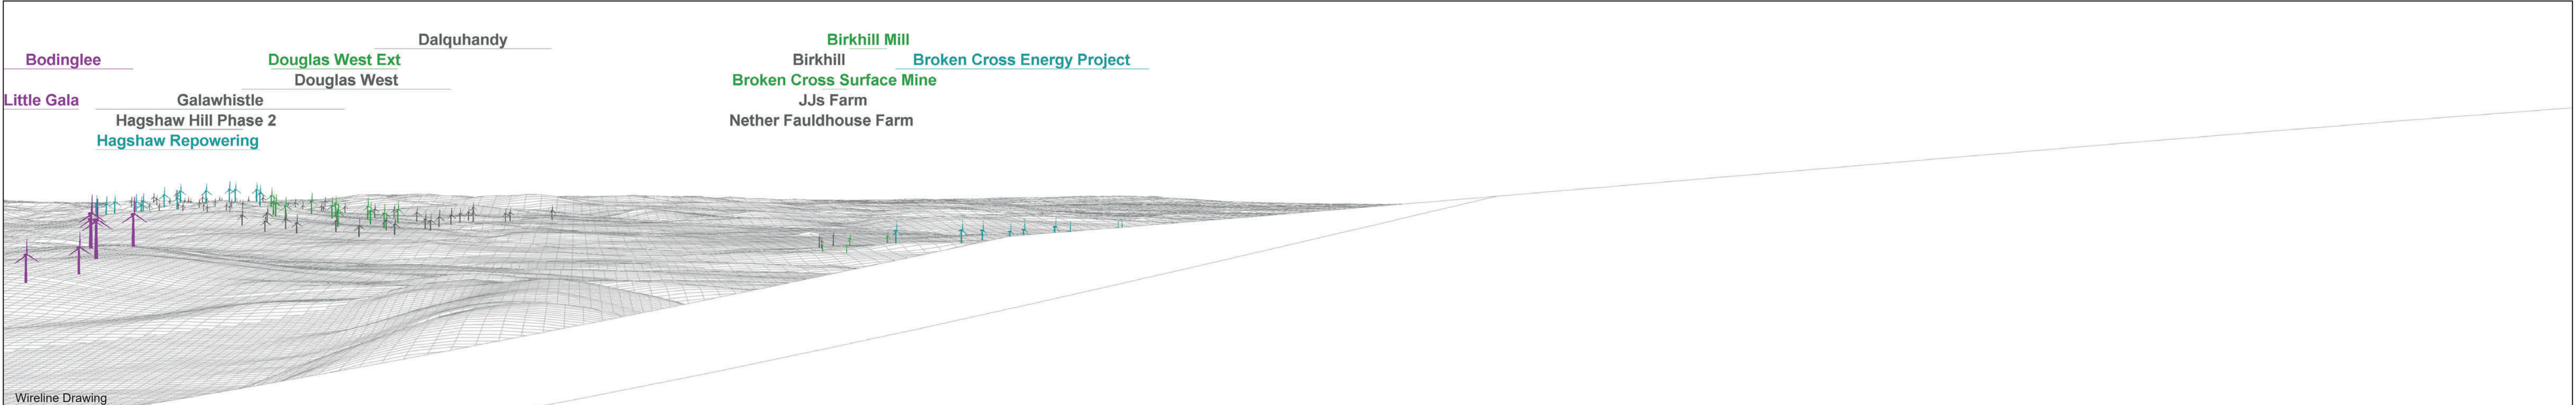 Dalquhandy
Birkhill Mill
Bodinglee
Douglas West Ext
Birkhill
Broken Cross Energy Project
Douglas West
Broken Cross Surface Mine
Little Gala
Galawhistle
JJs Farm
Hagshaw Hill Phase 2
Nether Fauldhouse Farm
Hagshaw Repowering
Wireline Drawing